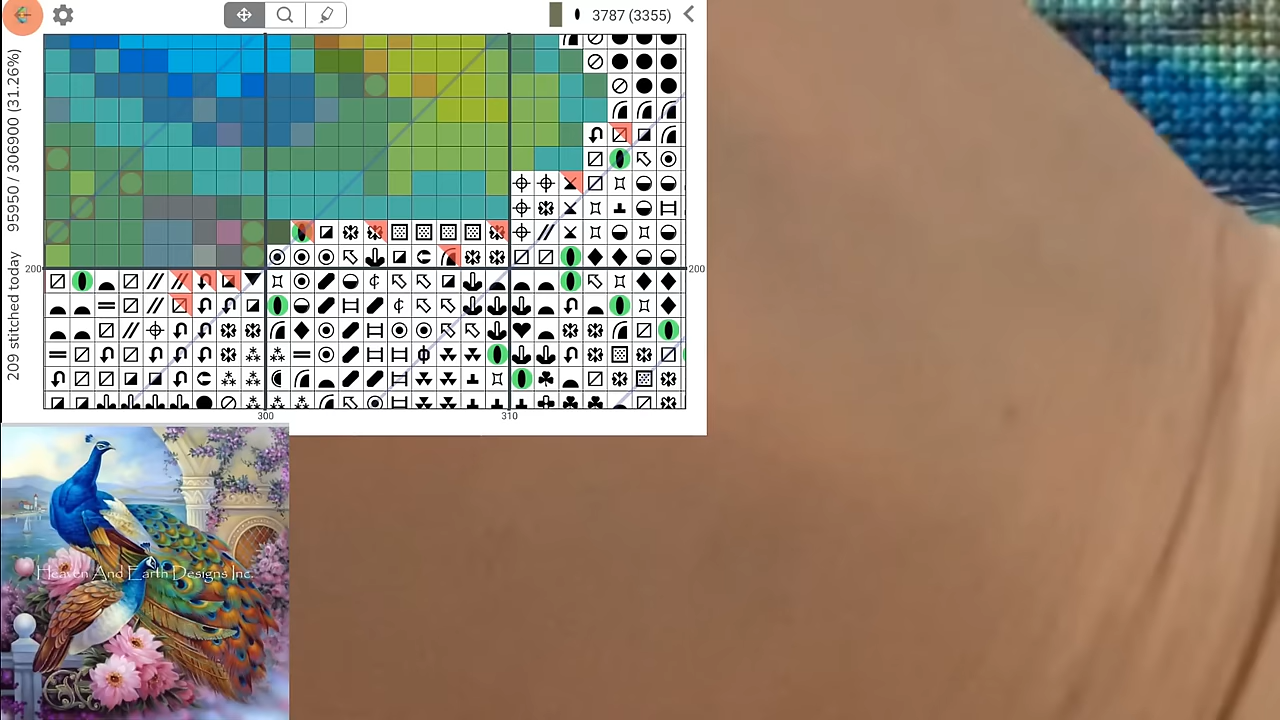 3787 (3355)
209 stitched today 95950 / 306900 (31.26%)
200 200
300 310
Heaven And Earth Designs Inc.